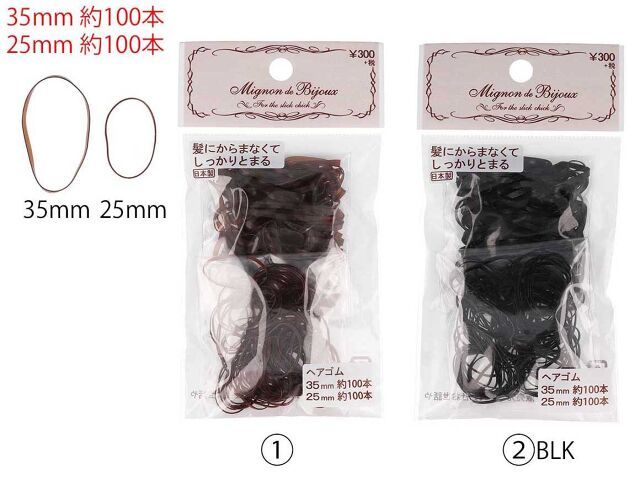 35mm 約100本
25mm 約100本
35mm 25mm
¥300
+税
Mignon de Bijoux
For the slick chick
髪にからまなくて
しっかりとまる
日本製
ヘアゴム
35mm 約100本
25mm 約100本
①
¥300
+税
Mignon de Bijoux
For the slick chick
髪にからまなくて
しっかりとまる
日本製
ヘアゴム
35mm 約100本
25mm 約100本
②BLK